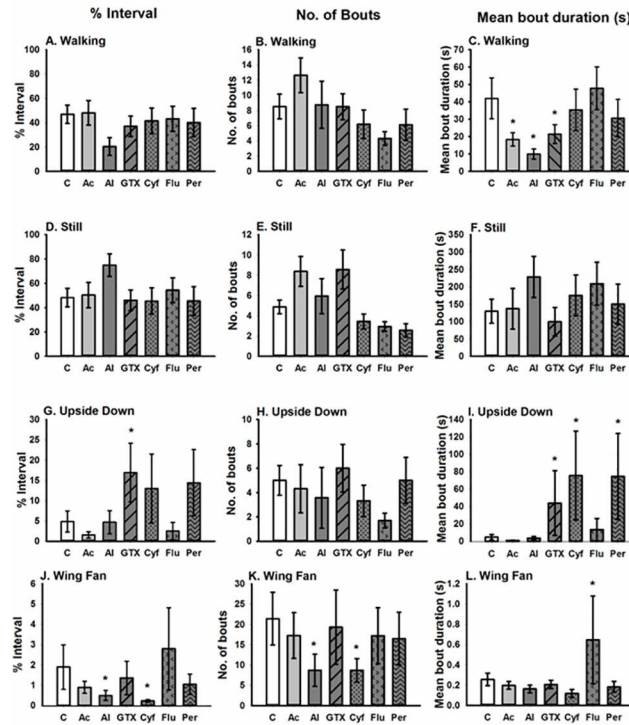 % Interval No. of Bouts Mean bout duration (s)
A. Walking
% Interval
100
80
60
40
20
0
C Ac Al GTX Cyf Flu Per
B. Walking
No. of bouts
16
14
12
10
8
6
4
2
0
C Ac Al GTX Cyf Flu Per
C. Walking
Mean bout duration (s)
70
60
50
40
30
20
10
0
* * *
C Ac Al GTX Cyf Flu Per
D. Still
% Interval
100
80
60
40
20
0
C Ac Al GTX Cyf Flu Per
E. Still
No. of bouts
12
10
8
6
4
2
0
C Ac Al GTX Cyf Flu Per
F. Still
Mean bout duration (s)
350
300
250
200
150
100
50
0
C Ac Al GTX Cyf Flu Per
G. Upside Down
% Interval
30
25
20
15
10
5
0
*
C Ac Al GTX Cyf Flu Per
H. Upside Down
No. of bouts
10
8
6
4
2
0
C Ac Al GTX Cyf Flu Per
I. Upside Down
Mean bout duration (s)
140
120
100
80
60
40
20
0
* * *
C Ac Al GTX Cyf Flu Per
J. Wing Fan
% Interval
6
5
4
3
2
1
0
* *
C Ac Al GTX Cyf Flu Per
K. Wing Fan
No. of bouts
30
25
20
15
10
5
0
* *
C Ac Al GTX Cyf Flu Per
L. Wing Fan
Mean bout duration (s)
1.2
1.0
0.8
0.6
0.4
0.2
0.0
*
C Ac Al GTX Cyf Flu Per